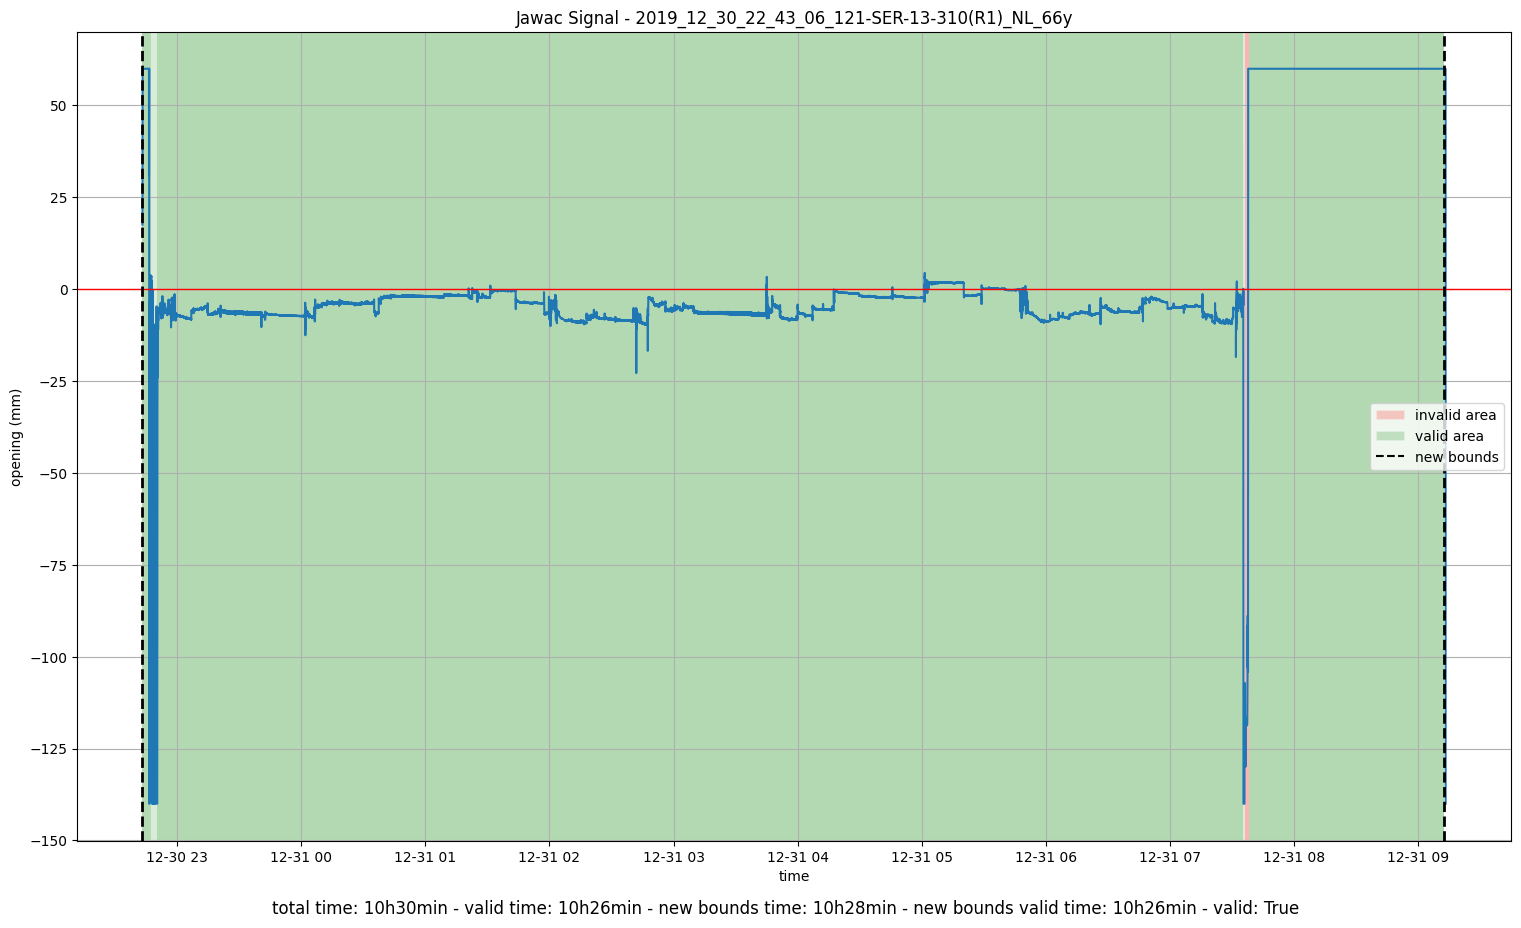 Jawac Signal - 2019_12_30_22_43_06_121-SER-13-310(R1)_NL_66y
opening (mm)
50
25
0
−25
−50
−75
−100
−125
−150
invalid area
valid area
new bounds
12-30 23 12-31 00 12-31 01 12-31 02 12-31 03 12-31 04 12-31 05 12-31 06 12-31 07 12-31 08 12-31 09
time
total time: 10h30min - valid time: 10h26min - new bounds time: 10h28min - new bounds valid time: 10h26min - valid: True